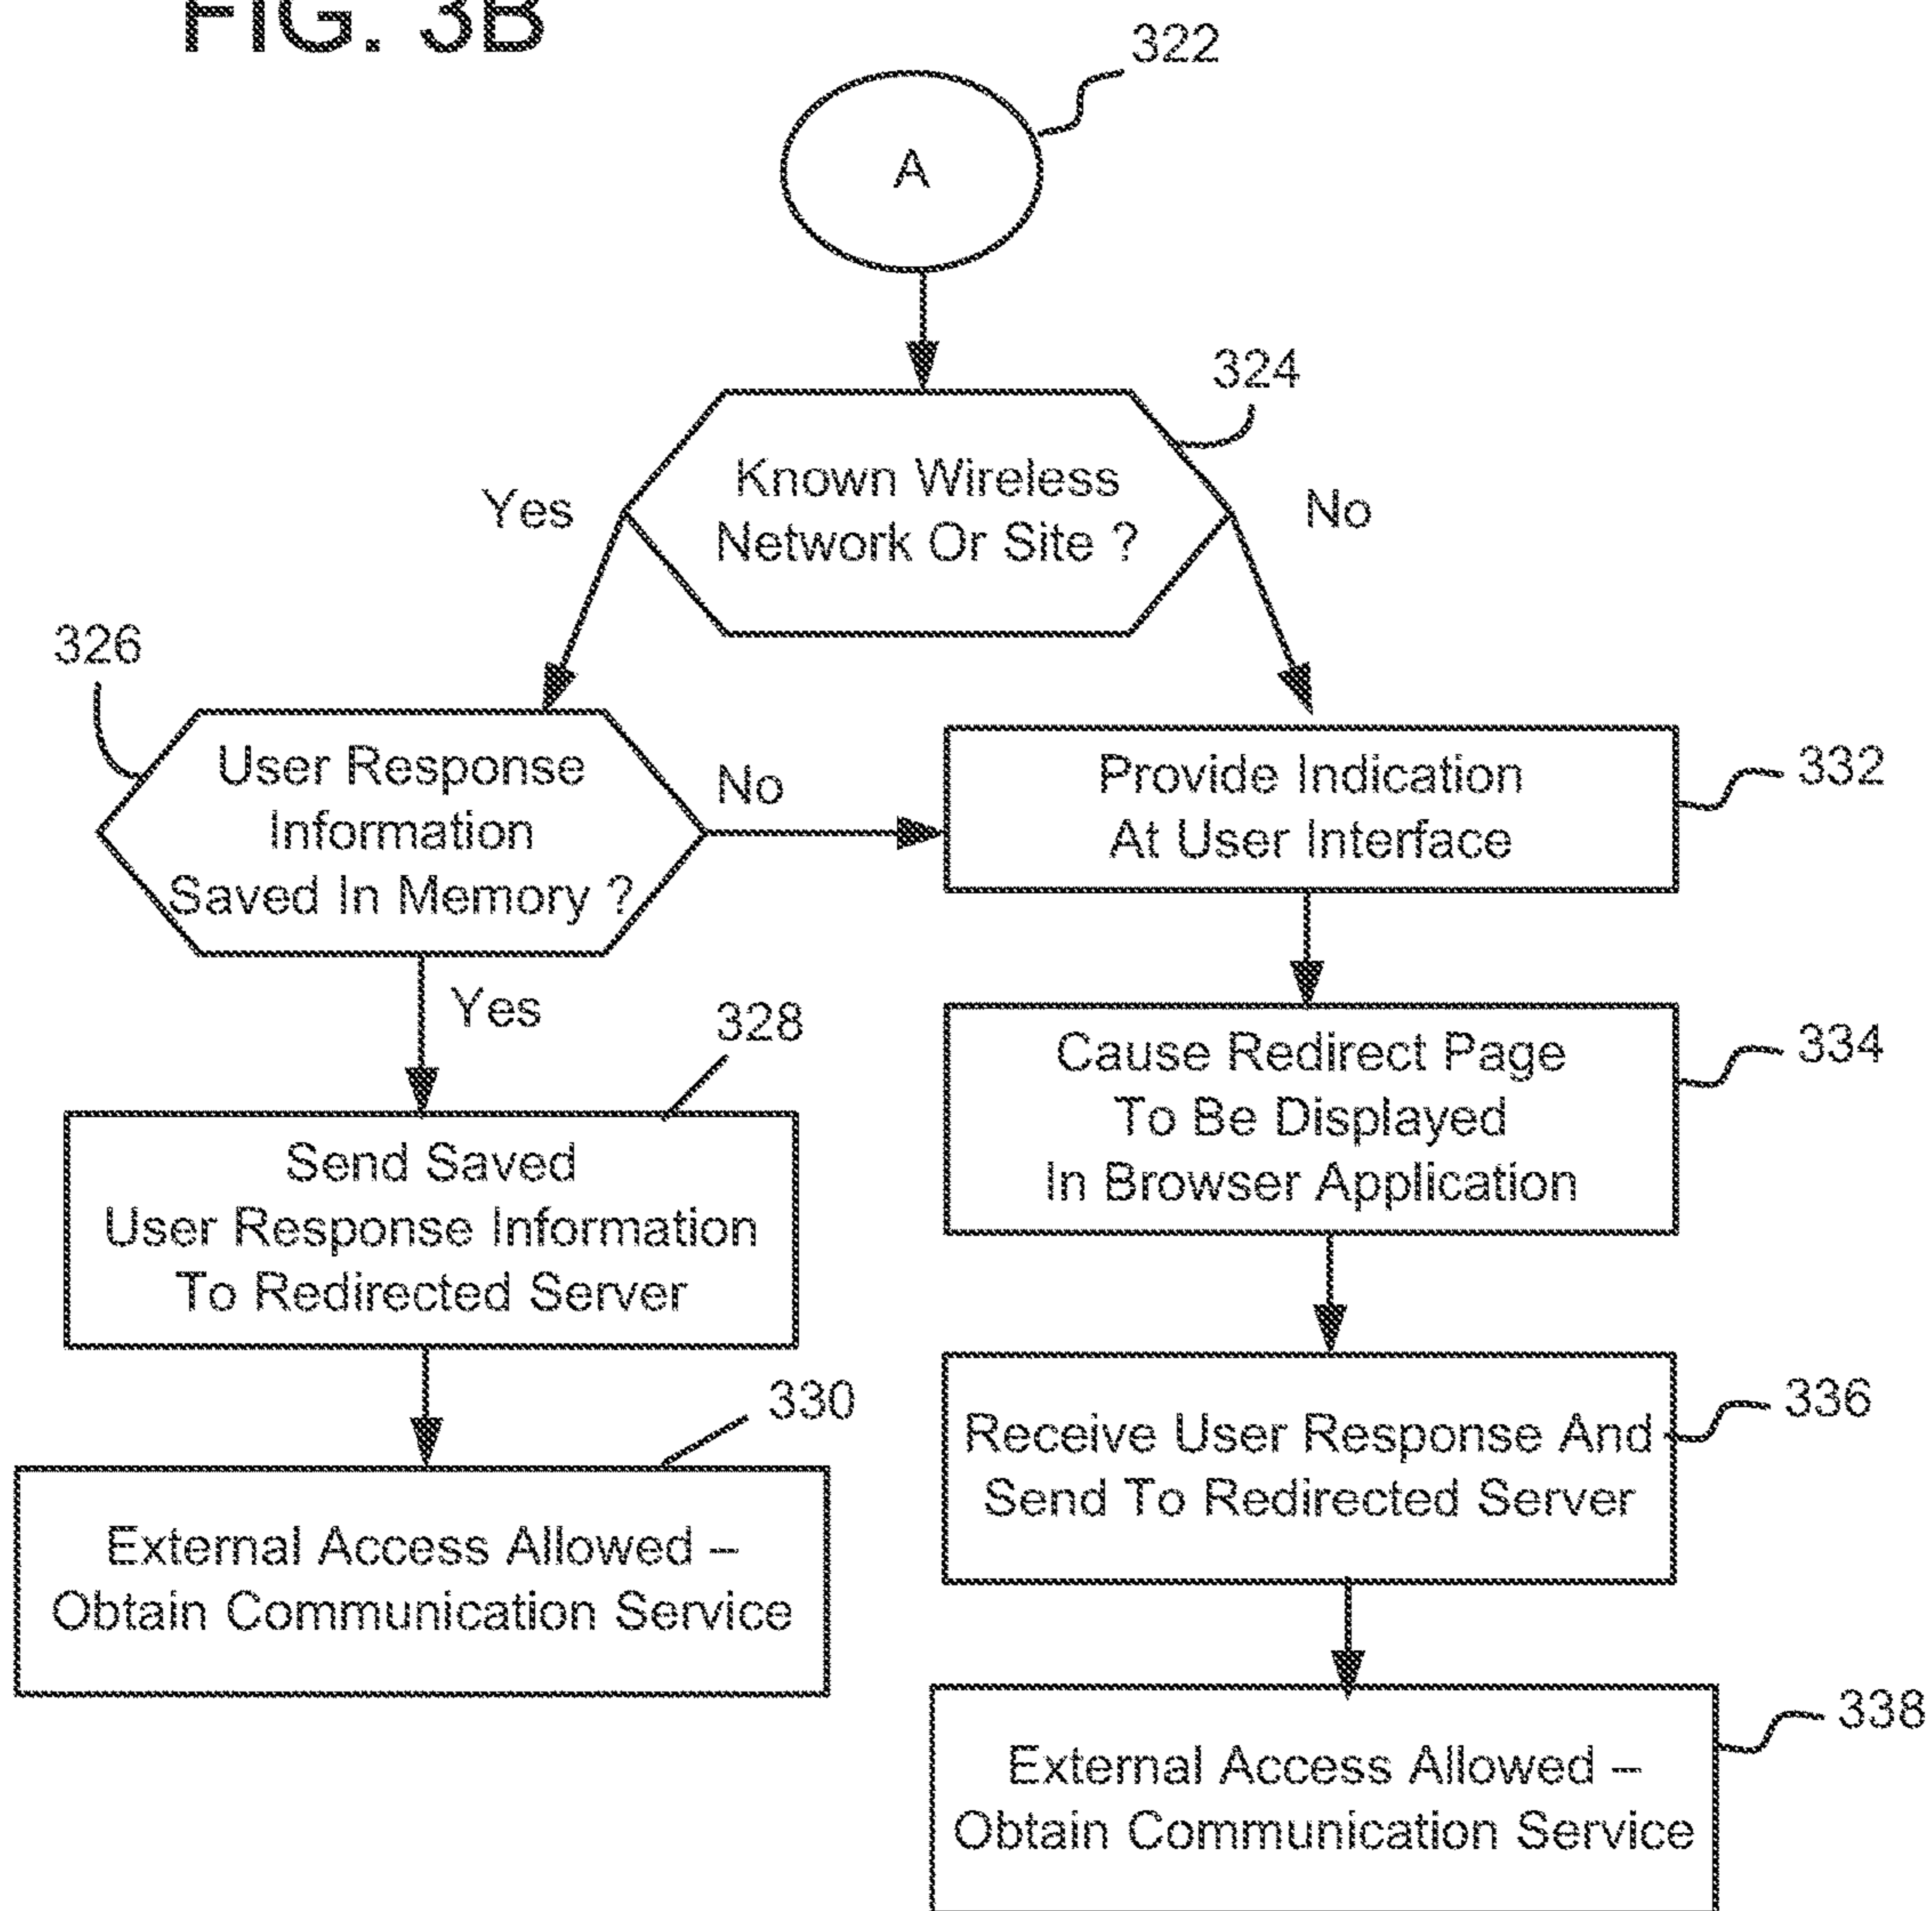 FIG. 3B
322
A
324
Known Wireless
Network Or Site ?
Yes
No
326
User Response
Information
Saved In Memory ?
No
Provide Indication
At User Interface
332
Yes
328
Cause Redirect Page
To Be Displayed
In Browser Application
334
Send Saved
User Response Information
To Redirected Server
330
Receive User Response And
Send To Redirected Server
336
External Access Allowed –
Obtain Communication Service
External Access Allowed –
Obtain Communication Service
338